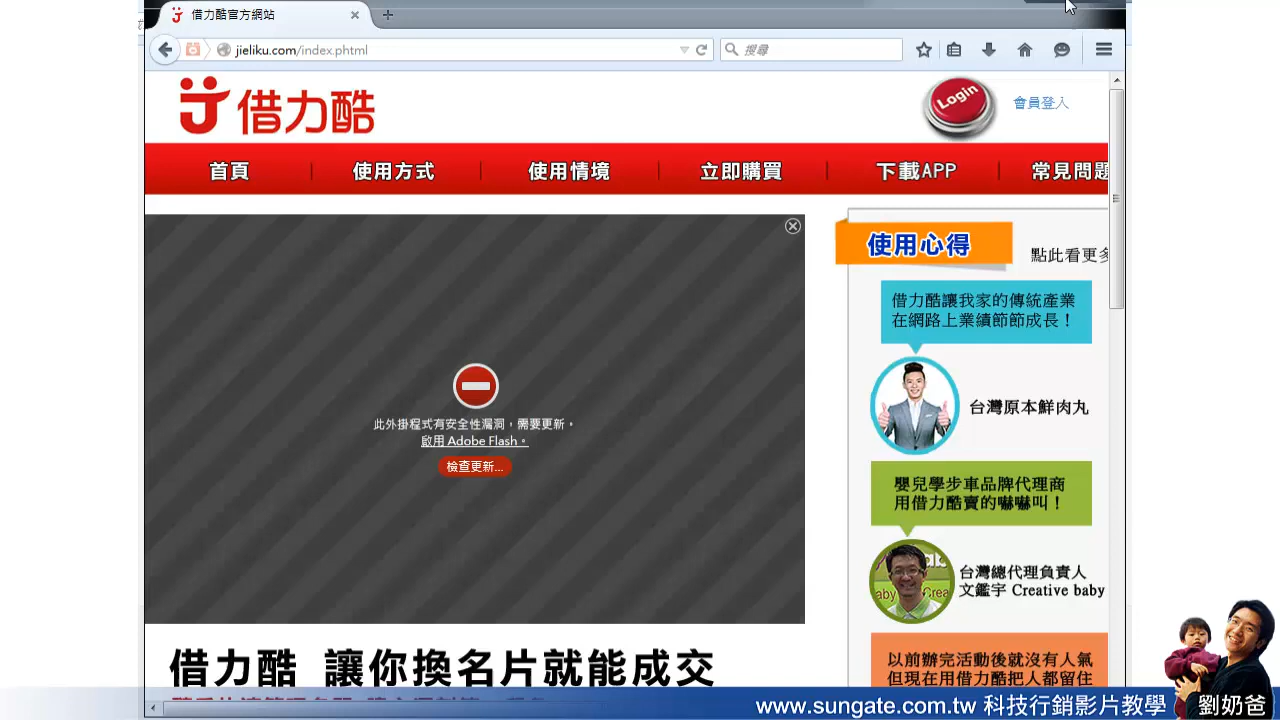 借力酷官方網站
jieliku.com/index.phtml
搜尋
借力酷
Login
會員登入
首頁
使用方式
使用情境
立即購買
下載APP
常見問題
使用心得
點此看更多
借力酷讓我家的傳統產業
在網路上業績節節成長！
台灣原本鮮肉丸
此外掛程式有安全性漏洞，需要更新。
啟用 Adobe Flash。
檢查更新...
嬰兒學步車品牌代理商
用借力酷賣的嚇嚇叫！
台灣總代理負責人
文鑑宇 Creative baby
以前辦完活動後就沒有人氣
但現在用借力酷把人都留住
借力酷 讓你換名片就能成交
www.sungate.com.tw 科技行銷影片教學
劉奶爸